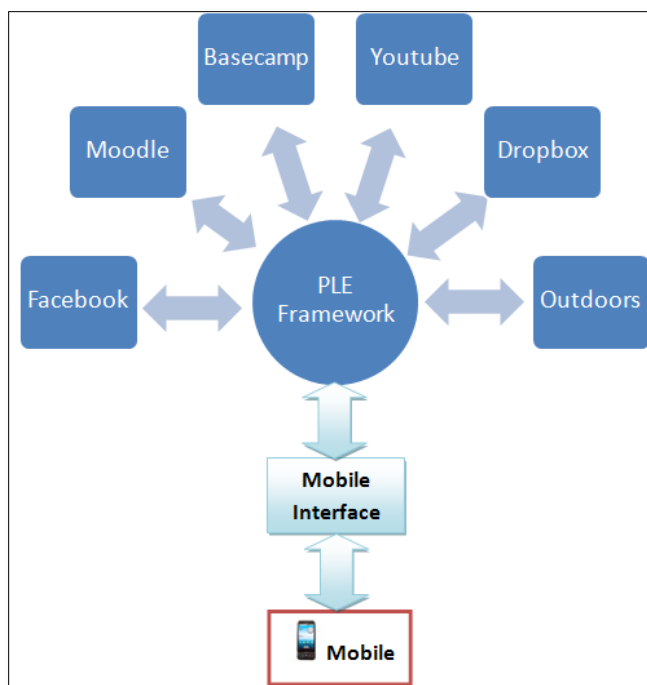 Basecamp
Youtube
Moodle
Dropbox
Facebook
PLE
Framework
Outdoors
Mobile
Interface
Mobile